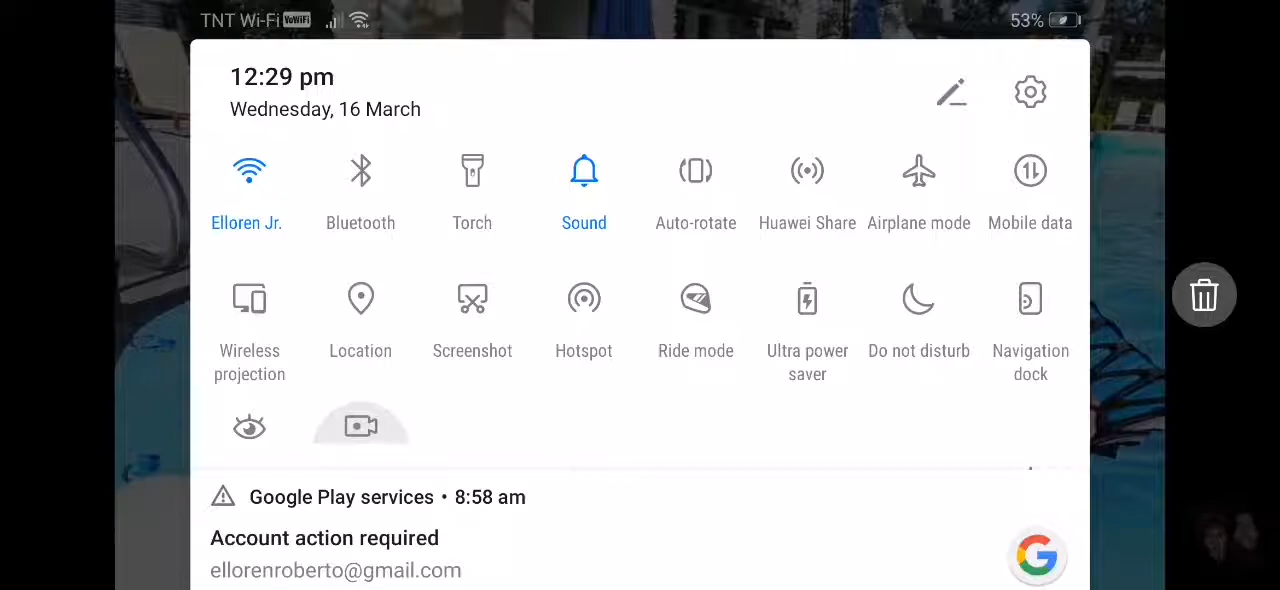 TNT Wi-Fi VoWiFi
53%
12:29 pm
Wednesday, 16 March
Elloren Jr.
Bluetooth
Torch
Sound
Auto-rotate
Huawei Share
Airplane mode
Mobile data
Wireless
projection
Location
Screenshot
Hotspot
Ride mode
Ultra power
saver
Do not disturb
Navigation
dock
Google Play services • 8:58 am
Account action required
ellorenroberto@gmail.com